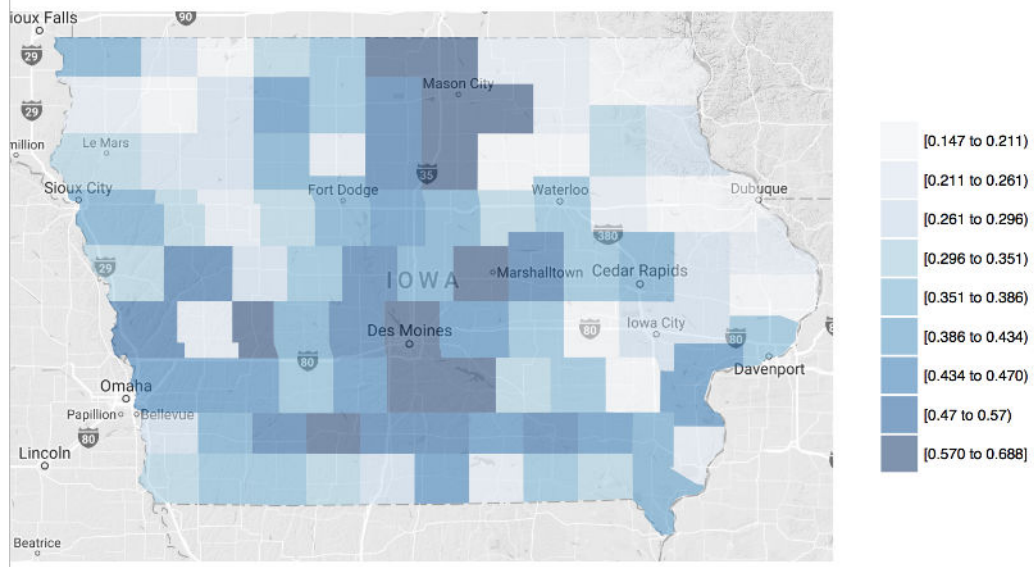 ioux Falls
90
29
29
Mason City
million
Le Mars
35
Sioux City
Fort Dodge
Waterloo
Dubuque
380
29
IOWA
Marshalltown
Cedar Rapids
80
Iowa City
Des Moines
80
80
Davenport
Omaha
Papillion
Bellevue
80
Lincoln
Beatrice
[0.147 to 0.211)
[0.211 to 0.261)
[0.261 to 0.296)
[0.296 to 0.351)
[0.351 to 0.386)
[0.386 to 0.434)
[0.434 to 0.470)
[0.47 to 0.57)
[0.570 to 0.688]